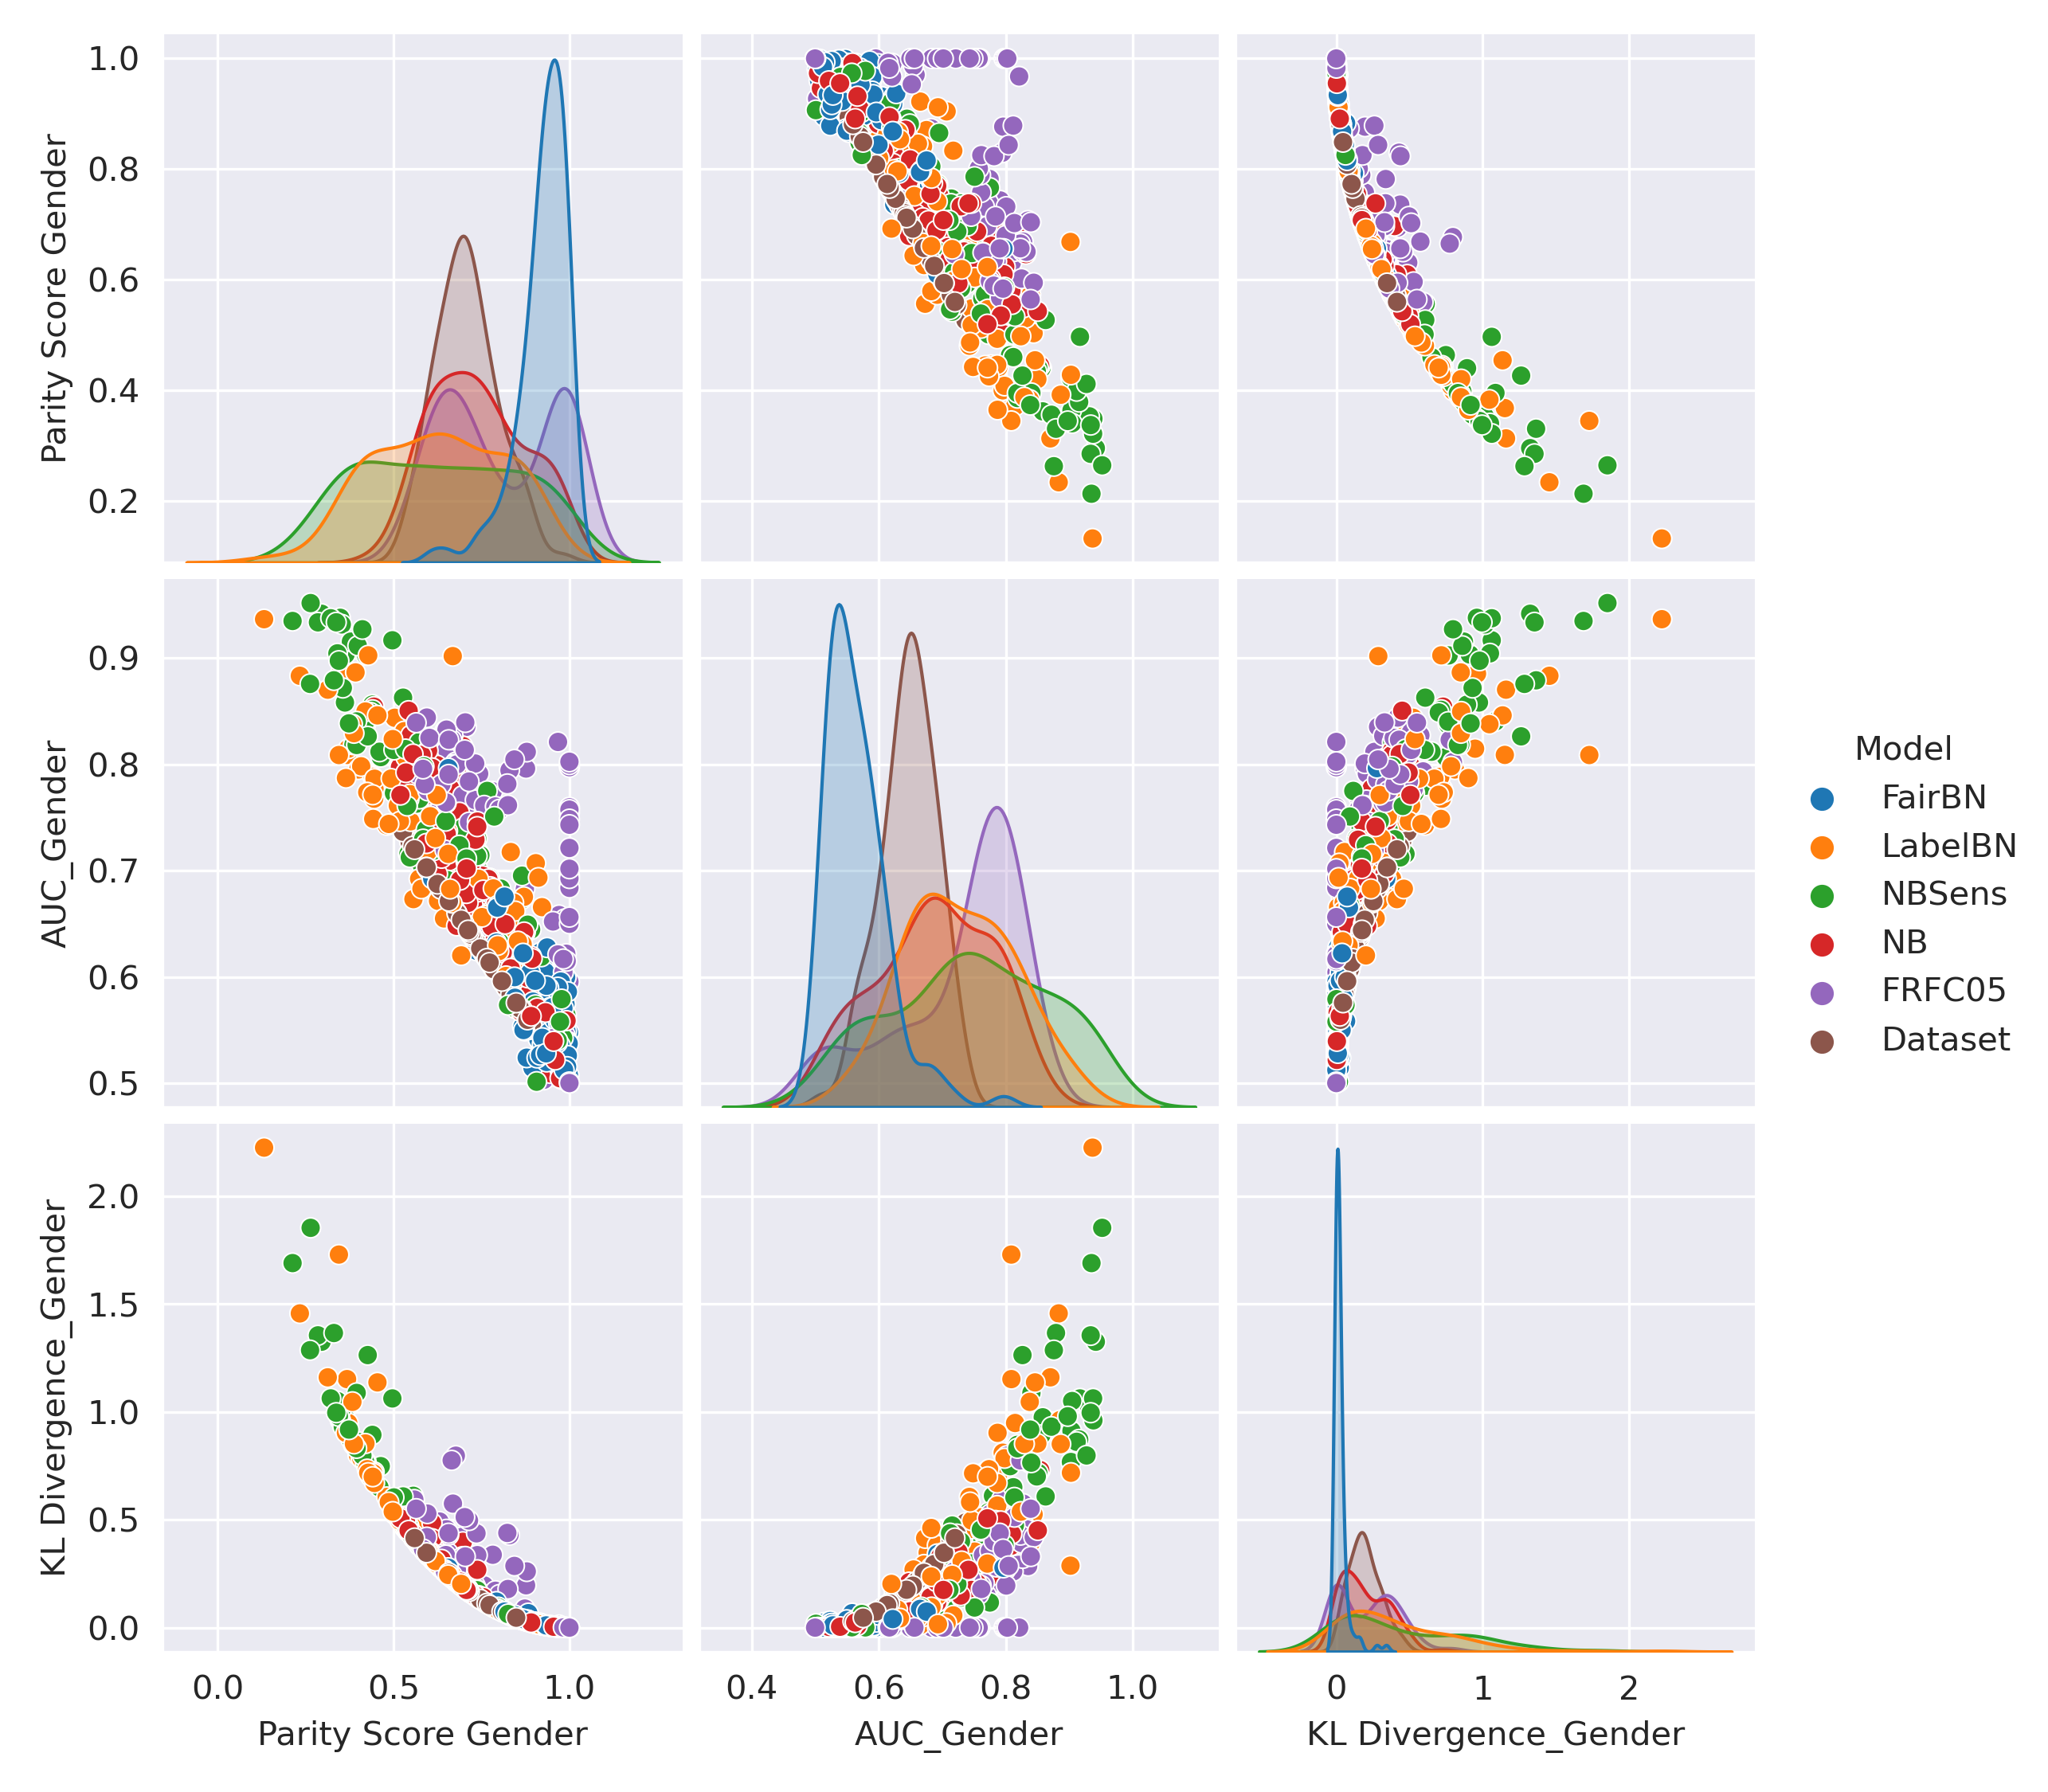 1.0
0.8
0.6
0.4
0.2
Parity Score Gender
0.9
0.8
0.7
0.6
0.5
AUC_Gender
Model
FairBN
LabelBN
NBSens
NB
FRFC05
Dataset
2.0
1.5
1.0
0.5
0.0
KL Divergence_Gender
0.0 0.5 1.0 0.4 0.6 0.8 1.0 0 1 2
Parity Score Gender AUC_Gender KL Divergence_Gender